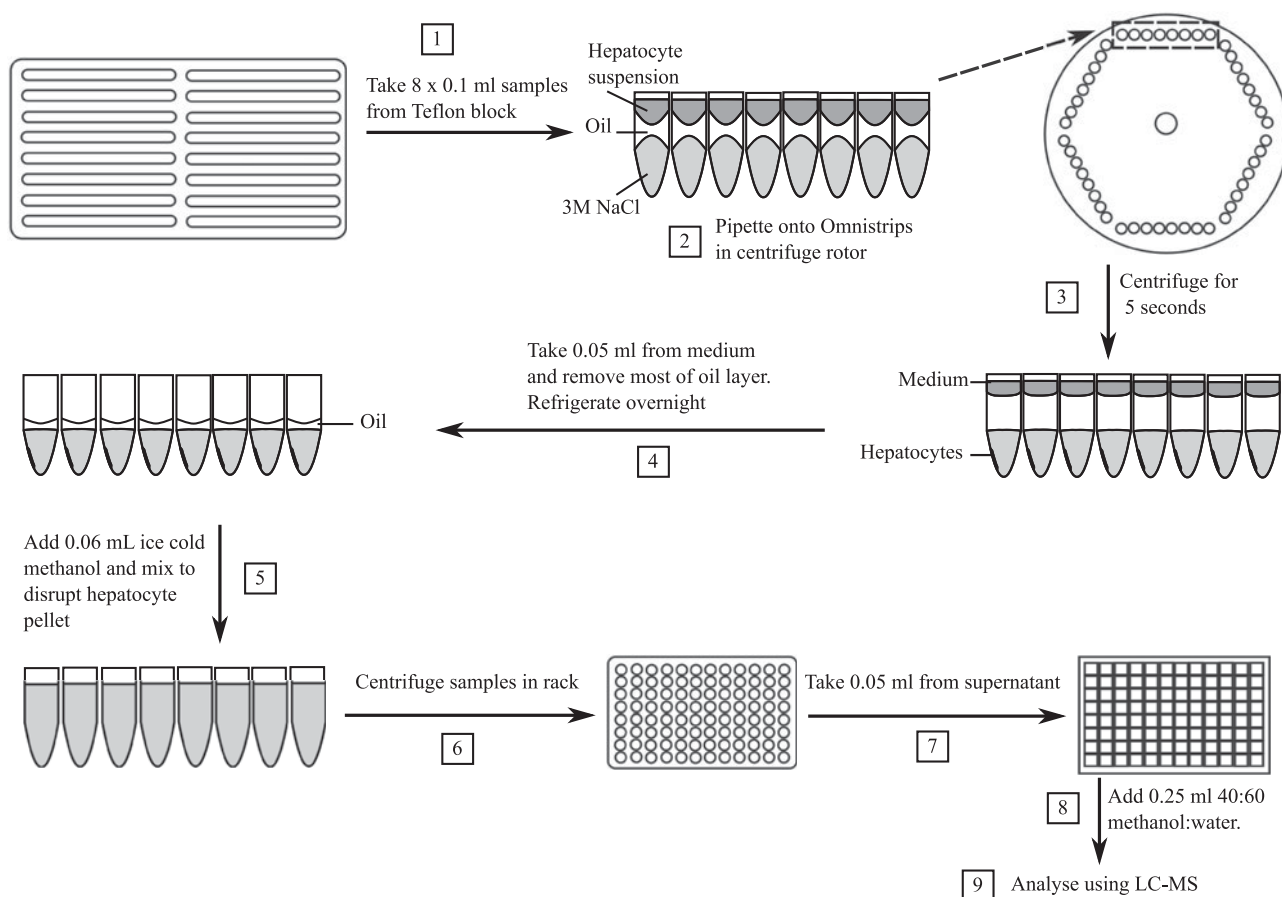 1
Take 8 x 0.1 ml samples
from Teflon block
Hepatocyte
suspension
Oil
3M NaCl
2
Pipette onto Omnistrips
in centrifuge rotor
3
Centrifuge for
5 seconds
Medium
Hepatocytes
Take 0.05 ml from medium
and remove most of oil layer.
Refrigerate overnight
4
Oil
Add 0.06 mL ice cold
methanol and mix to
disrupt hepatocyte
pellet
5
Centrifuge samples in rack
6
Take 0.05 ml from supernatant
7
8
Add 0.25 ml 40:60
methanol:water.
9
Analyse using LC-MS